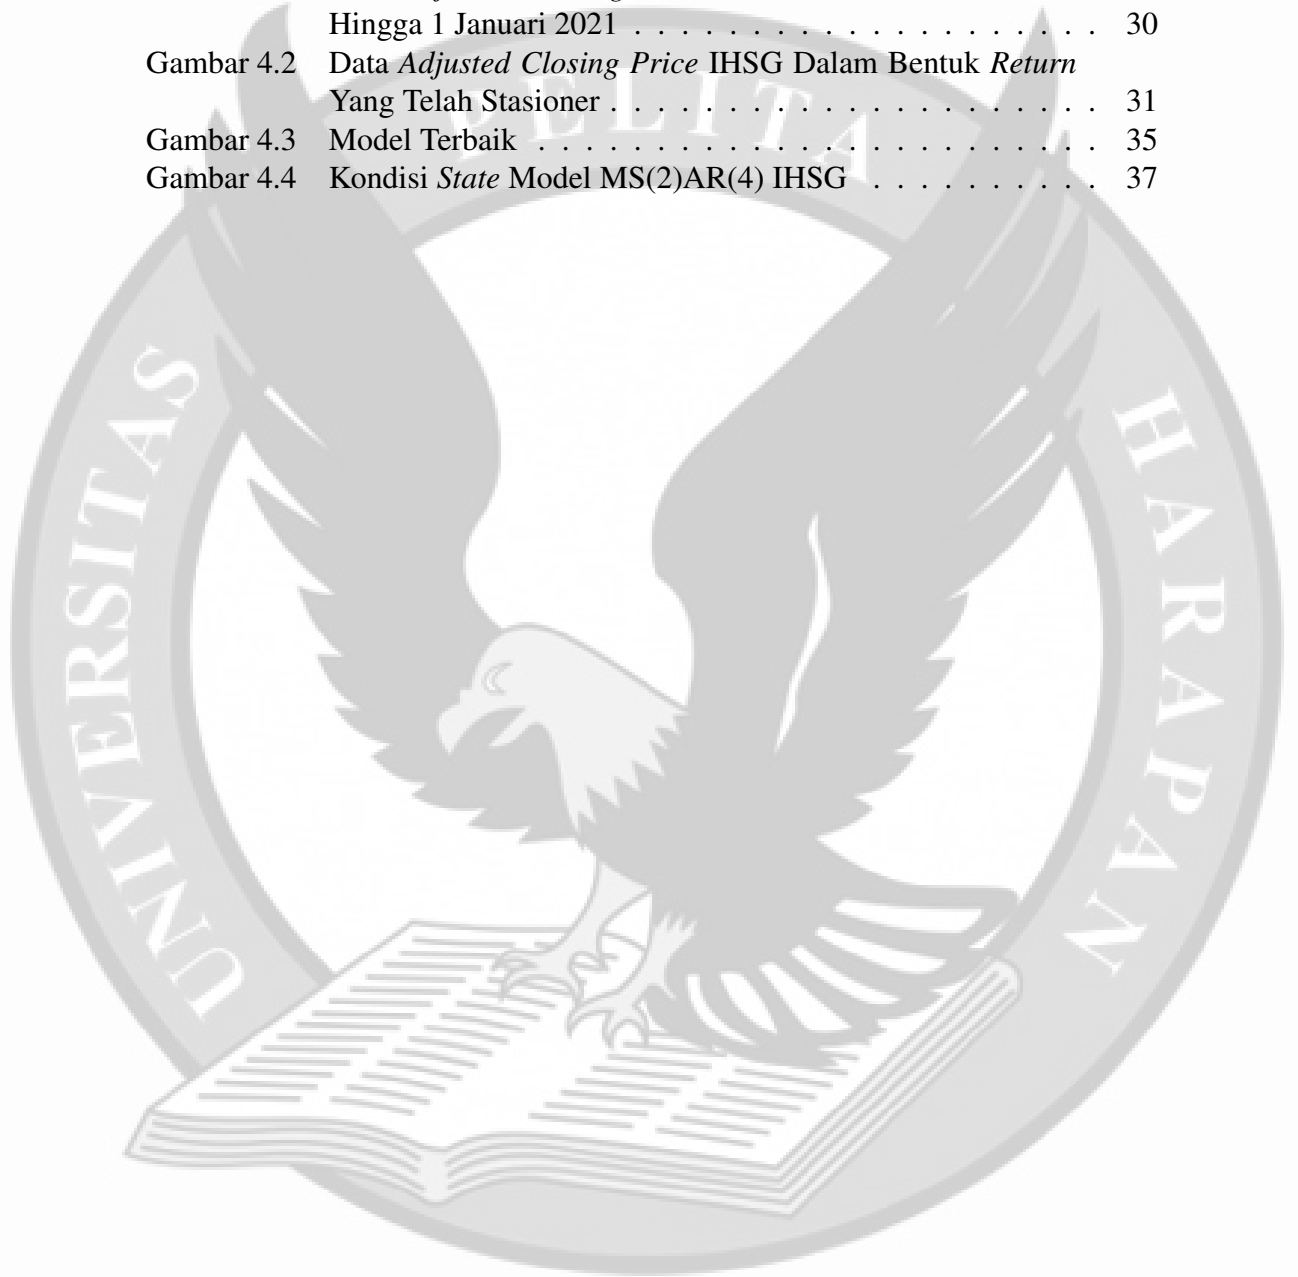 Hingga 1 Januari 2021 . . . . . . . . . . . . . . . . . . . . 30
Gambar 4.2 Data Adjusted Closing Price IHSG Dalam Bentuk Return
Yang Telah Stasioner . . . . . . . . . . . . . . . . . . . . . 31
Gambar 4.3 Model Terbaik . . . . . . . . . . . . . . . . . . . . . . . . 35
Gambar 4.4 Kondisi State Model MS(2)AR(4) IHSG . . . . . . . . . . 37
UNIVERSITAS
PELITA
HARAPAN